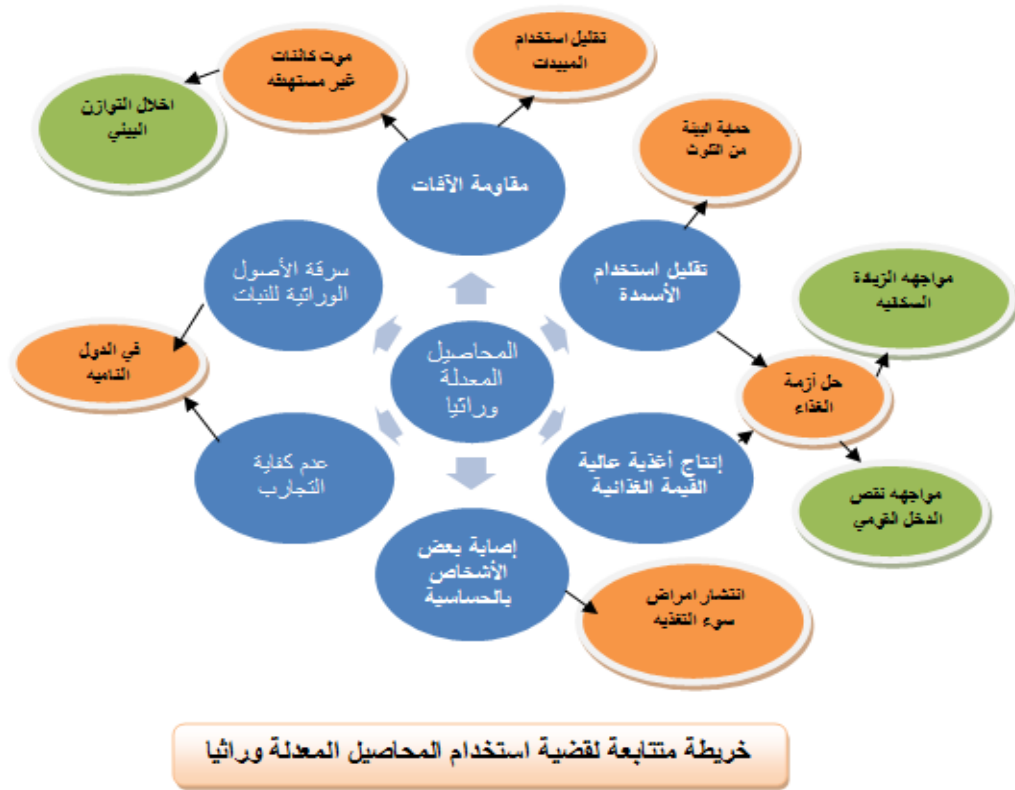 تقليل استخدام
المبيدات
موت كائنات
غير مستهدفه
اخلال التوازن
البيئي
حماية البيئة
من التلوث
مقاومة الآفات
سرقة الأصول
الوراثية للنبات
تقليل استخدام
الأسمدة
مواجهه الزيادة
السكانيه
في الدول
الناميه
المحاصيل
المعدلة
وراثيا
حل أزمة
الغذاء
عدم كفاية
التجارب
إنتاج أغذية عالية
القيمة الغذائية
مواجهه نقص
الدخل القومي
إصابة بعض
الأشخاص
بالحساسية
انتشار امراض
سوء التغذيه
خريطة متتابعة لقضية استخدام المحاصيل المعدلة وراثيا